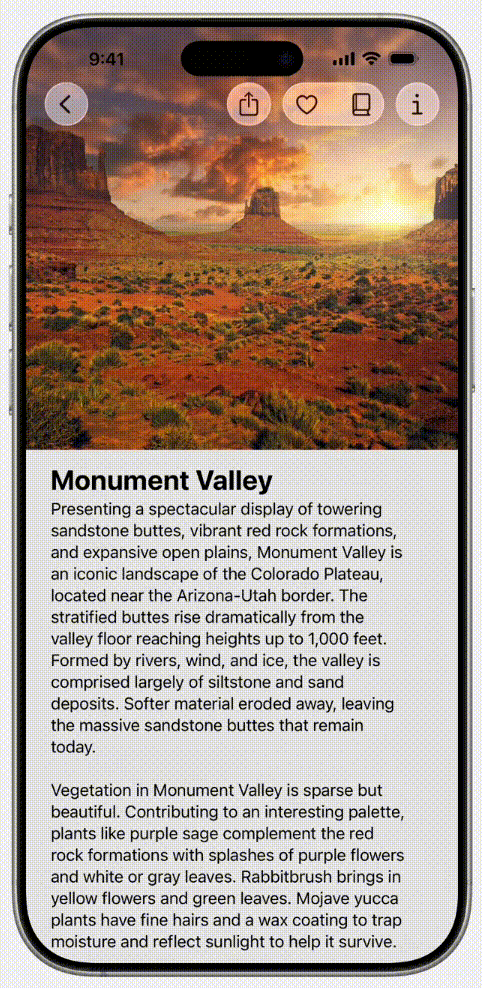 9:41
Monument Valley
Presenting a spectacular display of towering
sandstone buttes, vibrant red rock formations,
and expansive open plains, Monument Valley is
an iconic landscape of the Colorado Plateau,
located near the Arizona-Utah border. The
stratified buttes rise dramatically from the
valley floor reaching heights up to 1,000 feet.
Formed by rivers, wind, and ice, the valley is
comprised largely of siltstone and sand
deposits. Softer material eroded away, leaving
the massive sandstone buttes that remain
today.
Vegetation in Monument Valley is sparse but
beautiful. Contributing to an interesting palette,
plants like purple sage complement the red
rock formations with splashes of purple flowers
and white or gray leaves. Rabbitbrush brings in
yellow flowers and green leaves. Mojave yucca
plants have fine hairs and a wax coating to trap
moisture and reflect sunlight to help it survive.